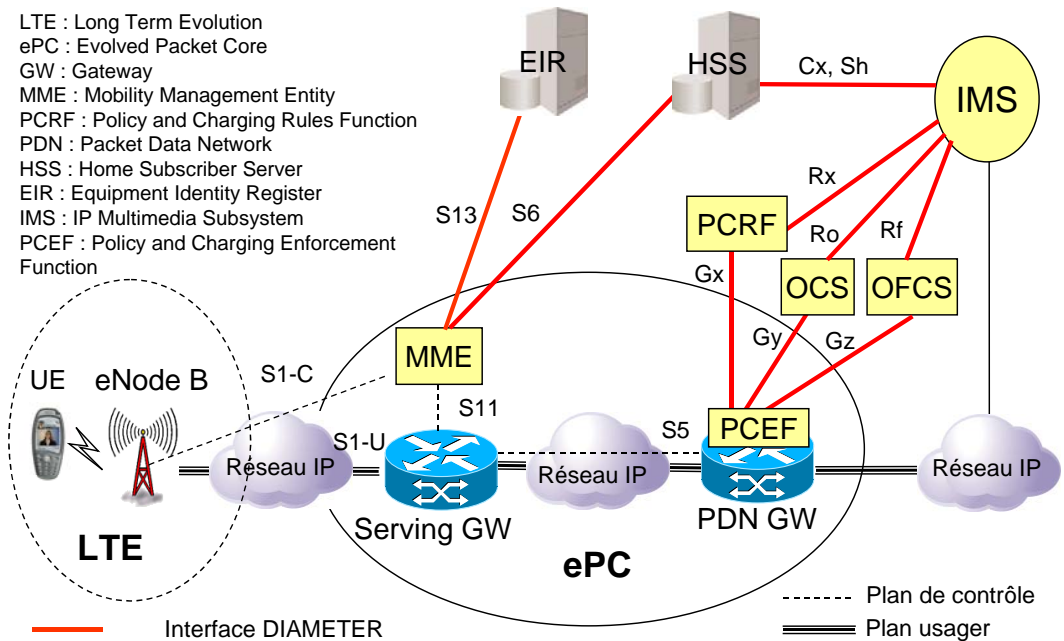 LTE : Long Term Evolution
ePC : Evolved Packet Core
GW : Gateway
MME : Mobility Management Entity
PCRF : Policy and Charging Rules Function
PDN : Packet Data Network
HSS : Home Subscriber Server
EIR : Equipment Identity Register
IMS : IP Multimedia Subsystem
PCEF : Policy and Charging Enforcement
Function
EIR
HSS
Cx, Sh
IMS
S13
S6
Rx
PCRF
Ro
Rf
Gx
OCS
OFCS
MME
Gy
Gz
UE
eNode B
S1-C
S11
S1-U
S5
PCEF
Réseau IP
Réseau IP
Réseau IP
Serving GW
PDN GW
LTE
ePC
Plan de contrôle
Interface DIAMETER
Plan usager